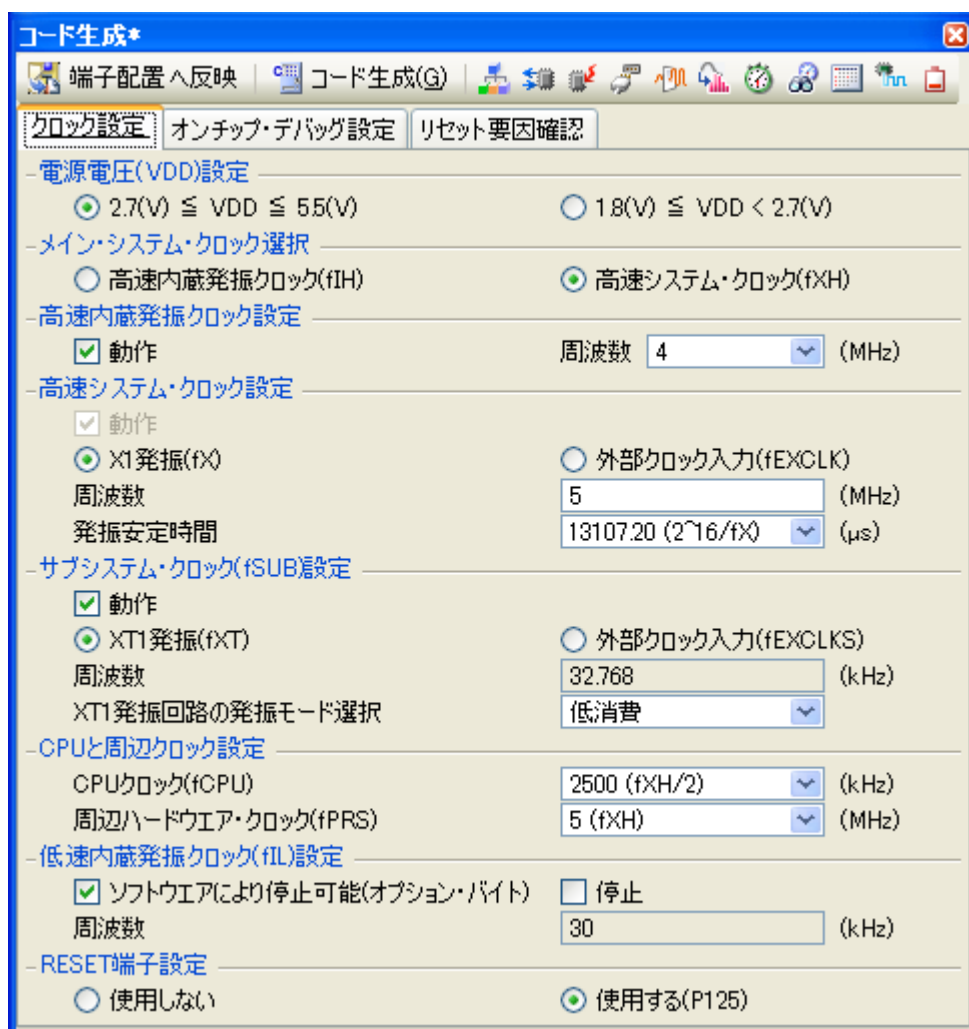 コード生成*
端子配置へ反映 コード生成(G)
クロック設定 オンチップ・デバッグ設定 リセット要因確認
電源電圧(VDD)設定
2.7(V) ≦ VDD ≦ 5.5(V) 1.8(V) ≦ VDD < 2.7(V)
メイン・システム・クロック選択
高速内蔵発振クロック(fIH) 高速システム・クロック(fXH)
高速内蔵発振クロック設定
動作 周波数 4 (MHz)
高速システム・クロック設定
動作
X1発振(fX) 外部クロック入力(fEXCLK)
周波数 5 (MHz)
発振安定時間 13107.20 (2^16/fX) (μs)
サブシステム・クロック(fSUB)設定
動作
XT1発振(fXT) 外部クロック入力(fEXCLKS)
周波数 32.768 (kHz)
XT1発振回路の発振モード選択 低消費
CPUと周辺クロック設定
CPUクロック(fCPU) 2500 (fXH/2) (kHz)
周辺ハードウエア・クロック(fPRS) 5 (fXH) (MHz)
低速内蔵発振クロック(fIL)設定
ソフトウエアにより停止可能(オプション・バイト) 停止
周波数 30 (kHz)
RESET端子設定
使用しない 使用する(P125)